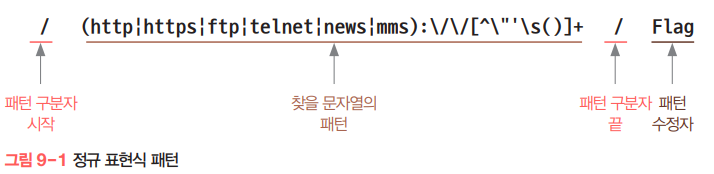 / (http¦https¦ftp¦telnet¦news¦mms):\/\/[^\"'\s()]+ / Flag
패턴 구분자 찾을 문자열의 패턴 구분자 패턴
시작 패턴 끝 수정자
그림 9-1 정규 표현식 패턴